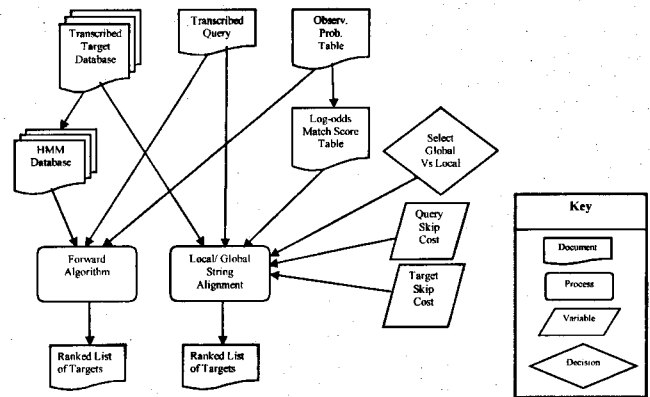 Transcribed
Target
Database
Transcribed
Query
Observ.
Prob.
Table
HMM
Database
Log-odds
Match Score
Table
Select
Global
Vs Local
Query
Skip
Cost
Target
Skip
Cost
Forward
Algorithm
Local/ Global
String
Alignment
Ranked List
of Targets
Ranked List
of Targets
Key
Document
Process
Variable
Decision